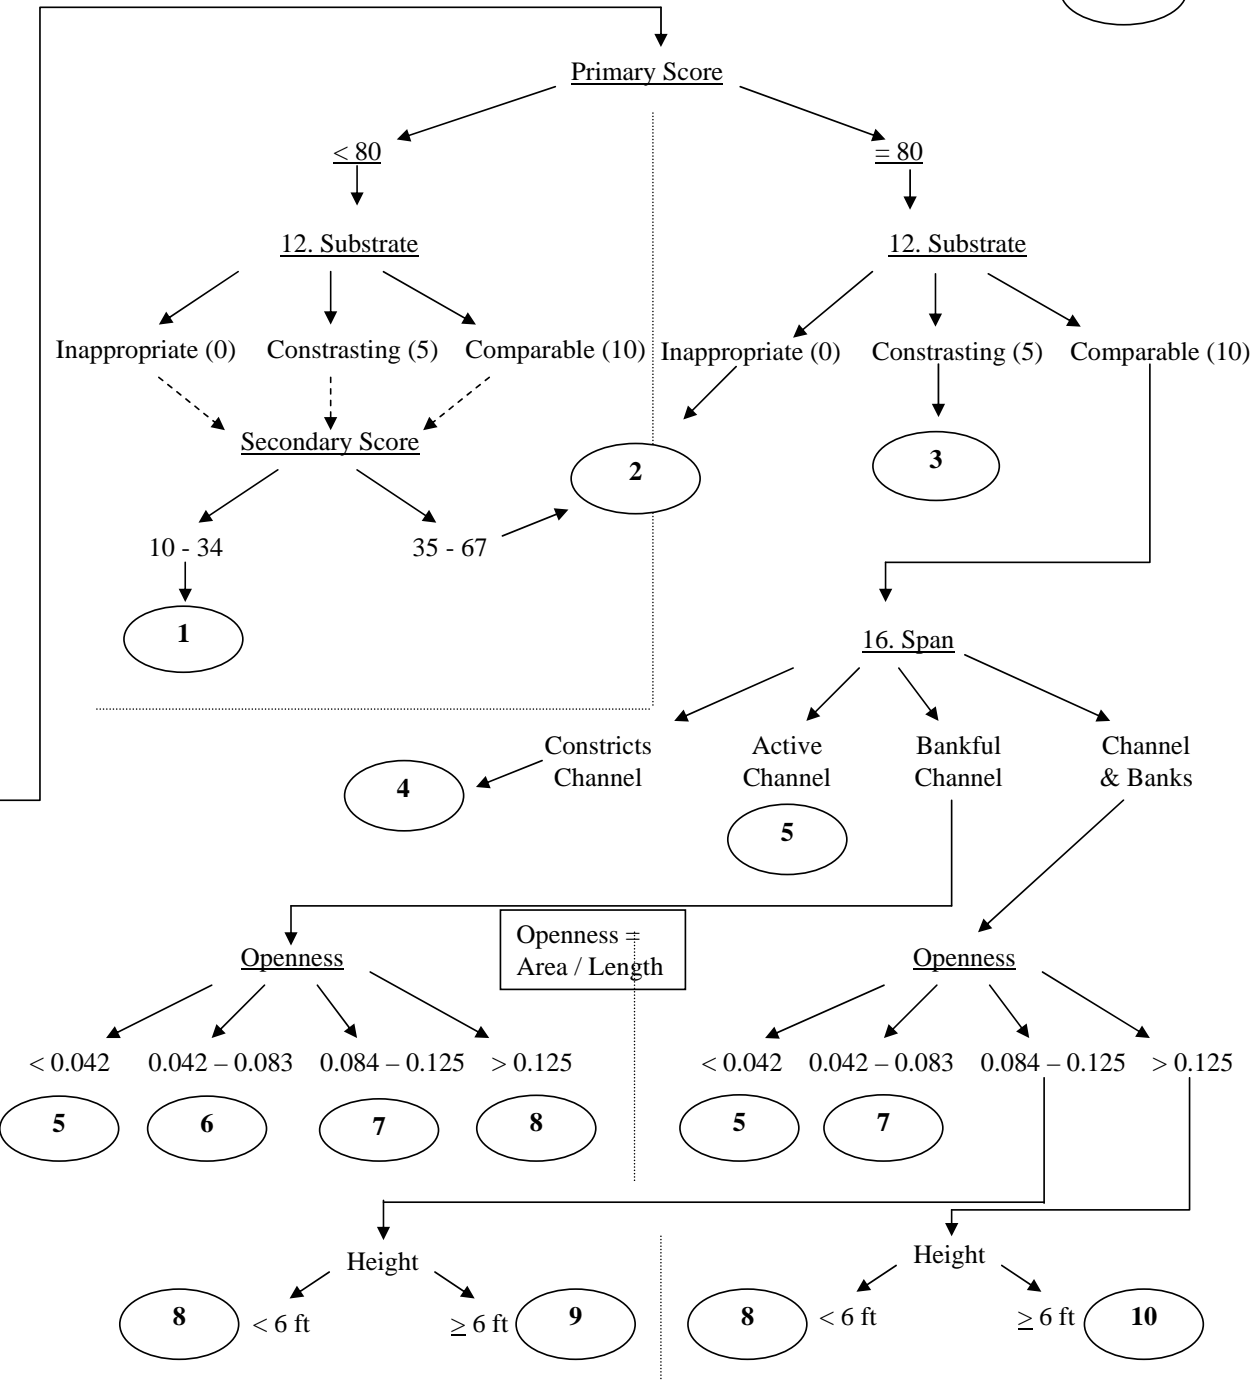 Primary Score
< 80
= 80
12. Substrate
12. Substrate
Inappropriate (0)
Constrasting (5)
Comparable (10)
Inappropriate (0)
Constrasting (5)
Comparable (10)
Secondary Score
2
3
10 - 34
35 - 67
1
16. Span
Constricts
Channel
Active
Channel
Bankful
Channel
Channel
& Banks
4
5
Openness =
Area / Length
Openness
Openness
< 0.042
0.042 – 0.083
0.084 – 0.125
> 0.125
< 0.042
0.042 – 0.083
0.084 – 0.125
> 0.125
5
6
7
8
5
7
Height
Height
8
< 6 ft
≥ 6 ft
9
8
< 6 ft
≥ 6 ft
10